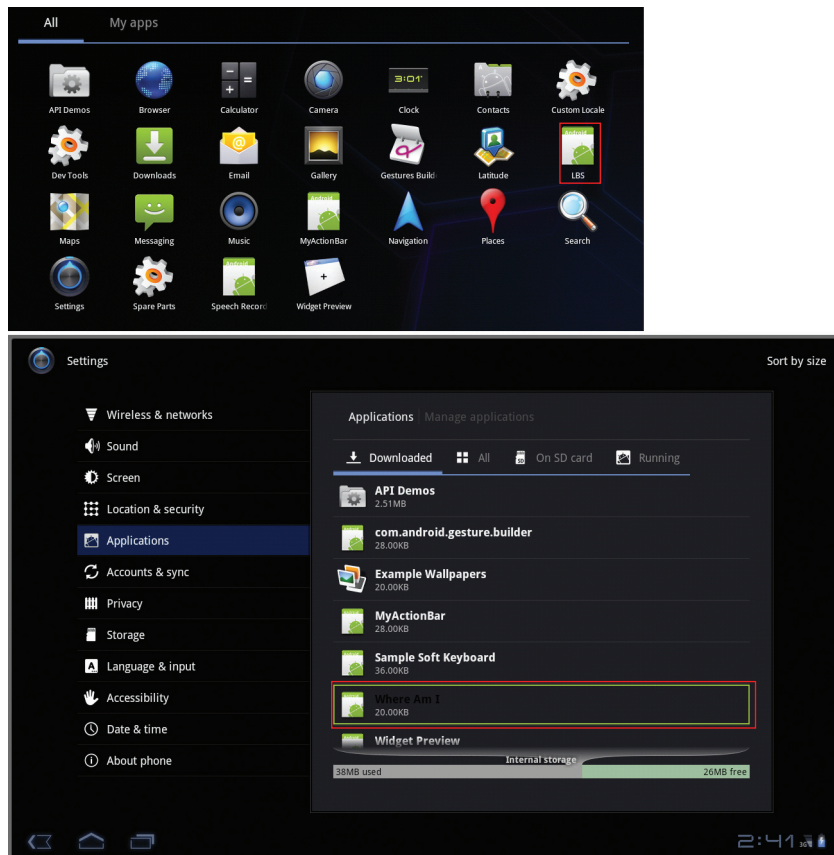 All My apps
API Demos Browser Calculator Camera Clock Contacts Custom Locale
Dev Tools Downloads Email Gallery Gestures Build Latitude LBS
Maps Messaging Music MyActionBar Navigation Places Search
Settings Spare Parts Speech Record Widget Preview
Settings Sort by size
Wireless & networks
Sound
Screen
Location & security
Applications
Accounts & sync
Privacy
Storage
Language & input
Accessibility
Date & time
About phone
Applications Manage applications
Downloaded All On SD card Running
API Demos
2.51MB
com.android.gesture.builder
28.00KB
Example Wallpapers
20.00KB
MyActionBar
28.00KB
Sample Soft Keyboard
36.00KB
Where Am I
20.00KB
Widget Preview
Internal storage
38MB used 26MB free
2:41 3G